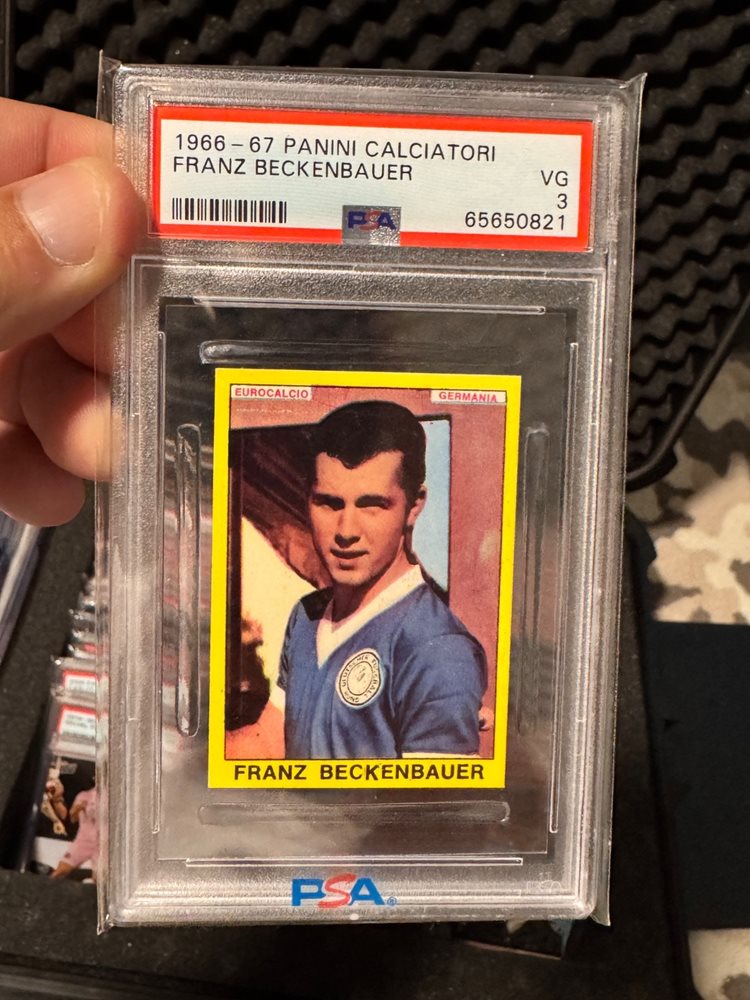 1966 - 67 PANINI CALCIATORI
FRANZ BECKENBAUER
VG
3
PSA
65650821
EUROCALCIO
GERMANIA
FRANZ BECKENBAUER
PSA®